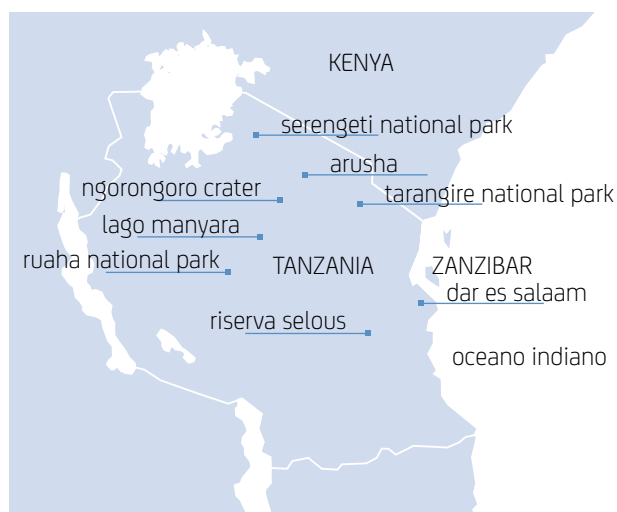 KENYA
serengeti national park
arusha
ngorongoro crater
tarangire national park
lago manyara
ruaha national park
TANZANIA
ZANZIBAR
dar es salaam
riserva selous
oceano indiano